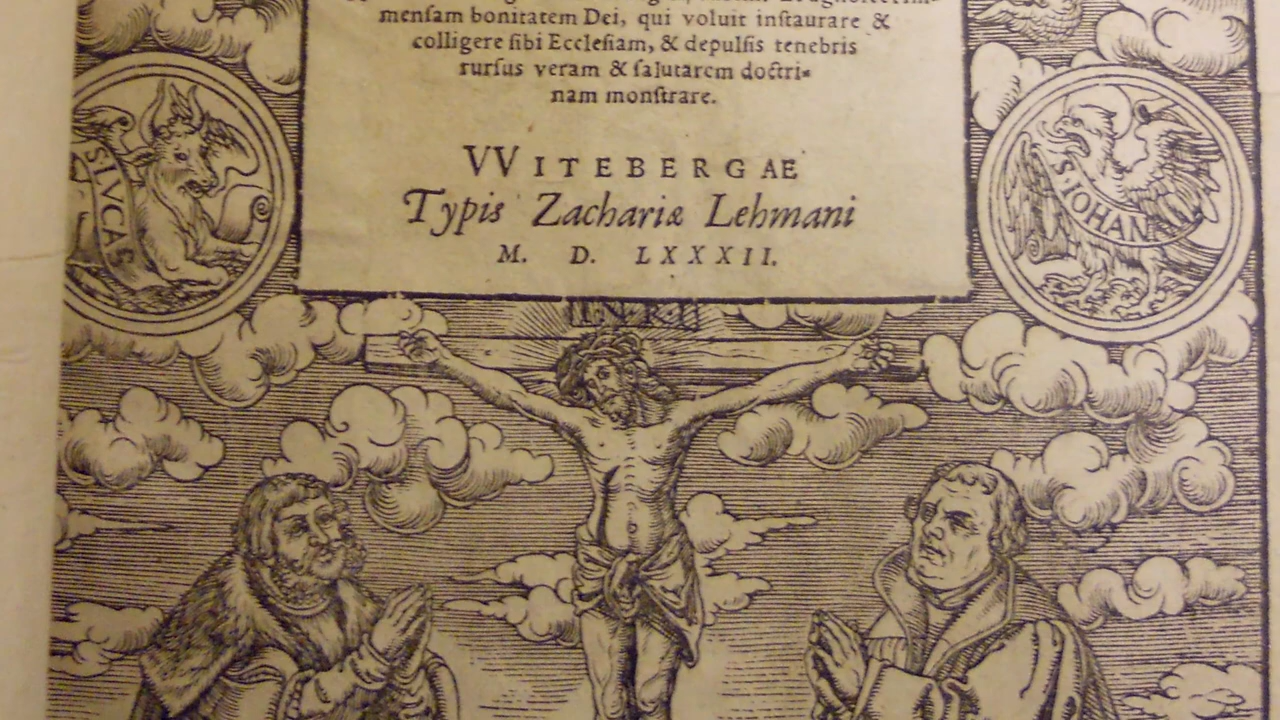 mensam bonitatem Dei, qui voluit instaurare &
colligere sibi Ecclesiam, & depulsis tenebris
rursus veram & salutarem doctri-
nam monstrare.
VVITEBERGAE
Typis Zachariæ Lehmani
M. D. LXXXII.
S. LVCAS
S. IOHAN
I.N.R.I